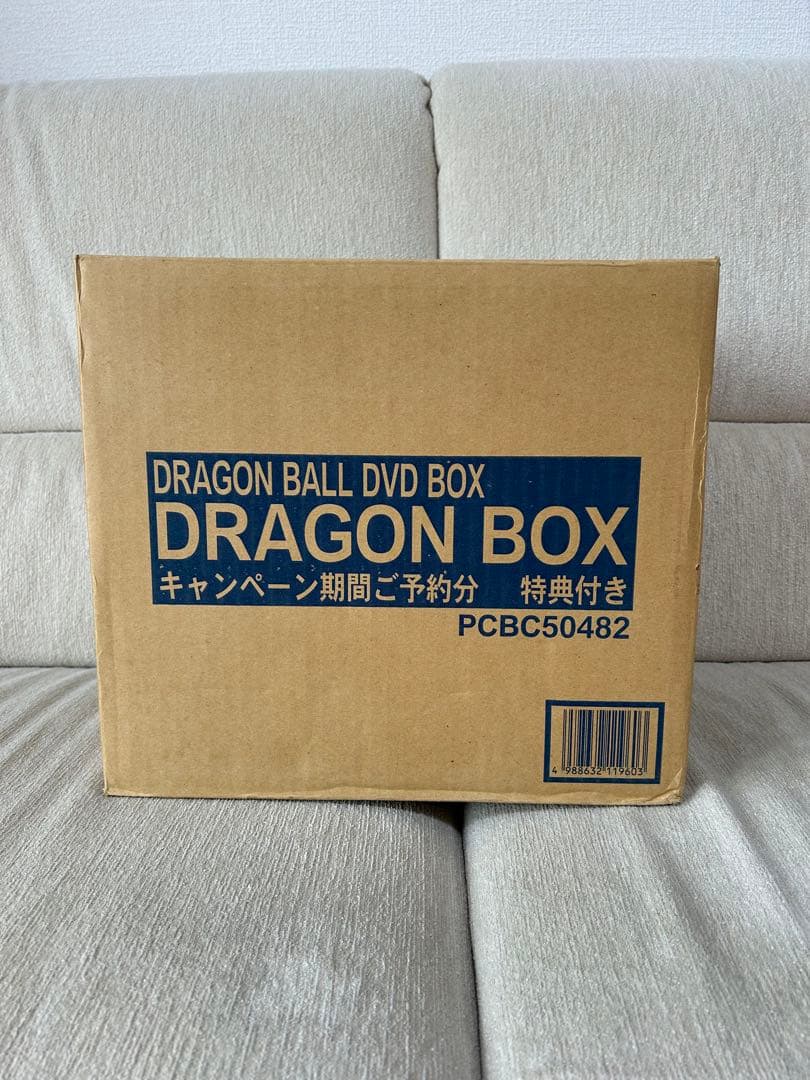 DRAGON BALL DVD BOX
DRAGON BOX
キャンペーン期間ご予約分 特典付き
PCBC50482
4 988632 119603